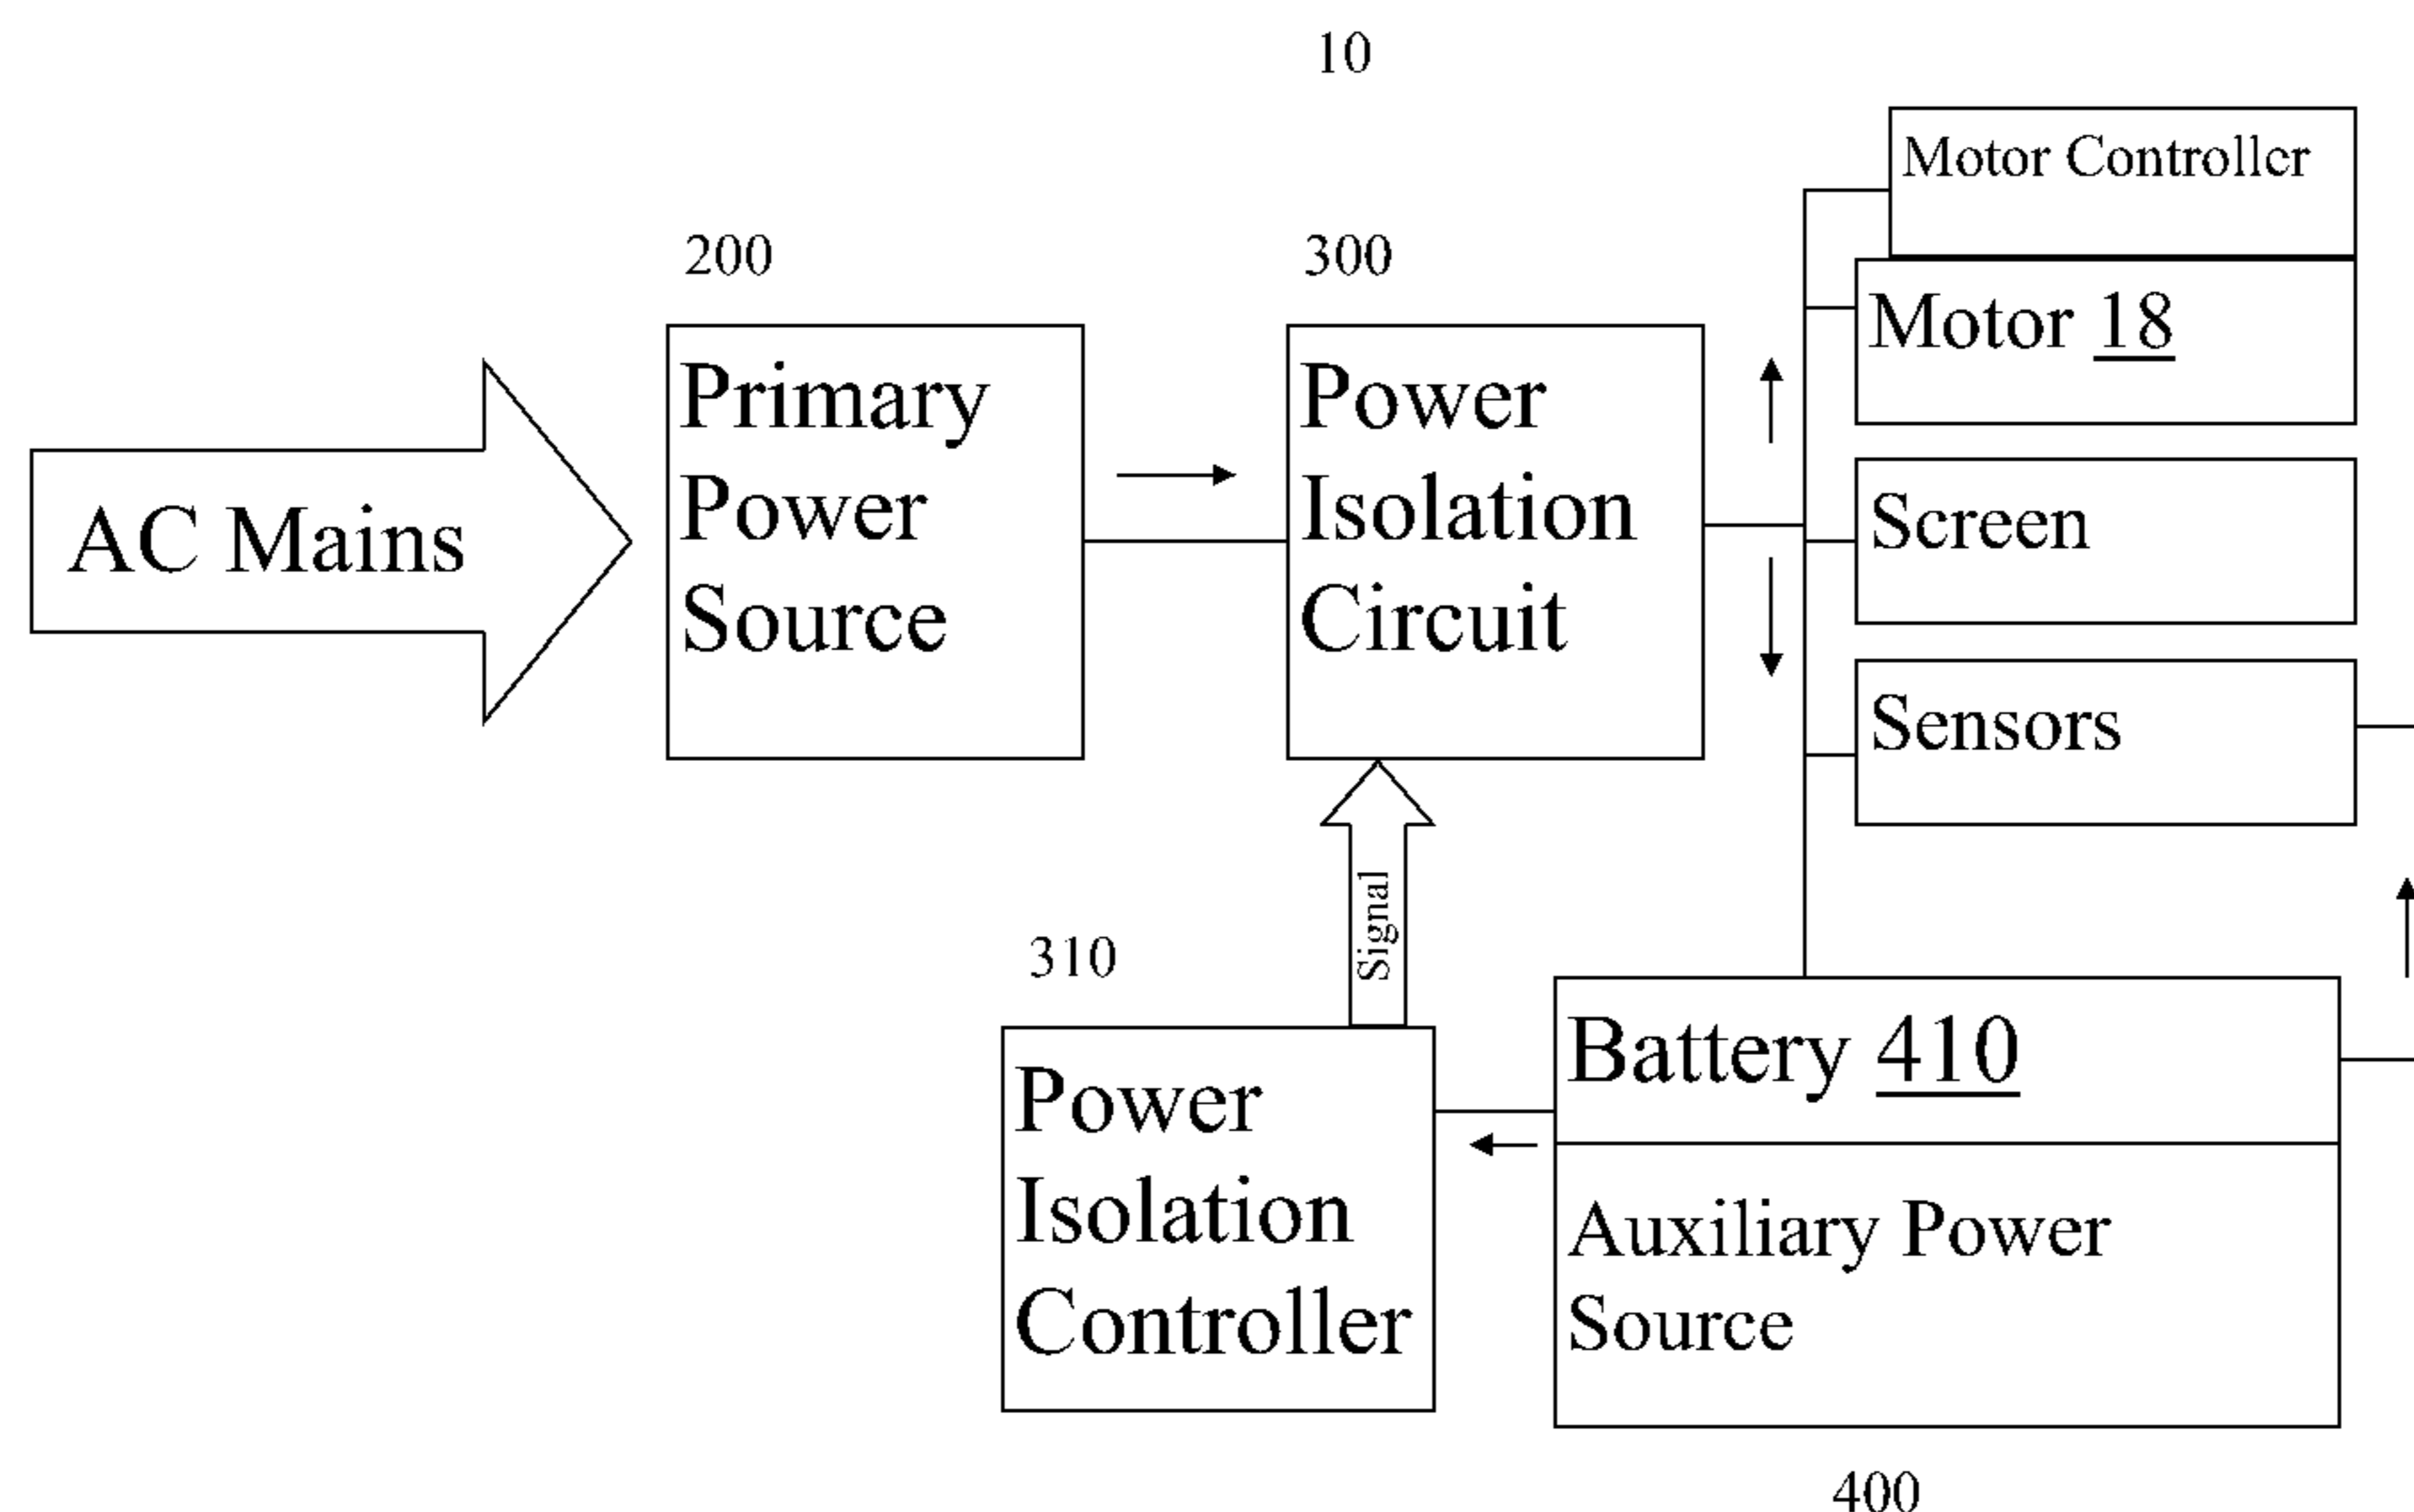 10
Motor Controller
200
300
Motor 18
Primary
Power
Source
Power
Isolation
Circuit
AC Mains
Screen
Sensors
Signal
310
Battery 410
Power
Isolation
Controller
Auxiliary Power
Source
400